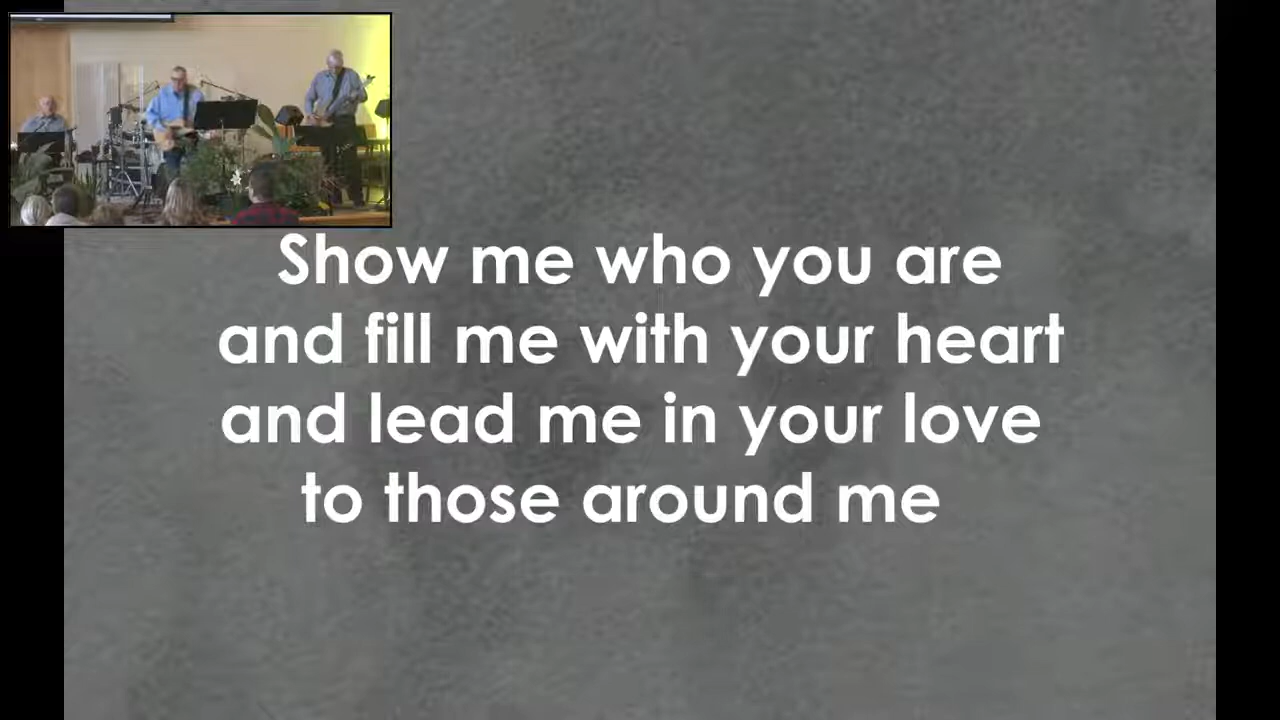 Show me who you are
and fill me with your heart
and lead me in your love
to those around me